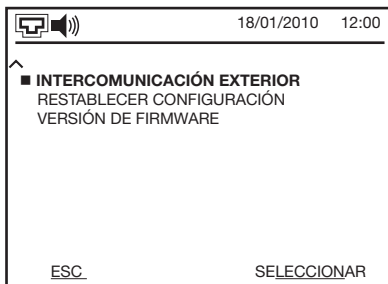 18/01/2010 12:00
INTERCOMUNICACIÓN EXTERIOR
RESTABLECER CONFIGURACIÓN
VERSIÓN DE FIRMWARE
ESC SELECCIONAR